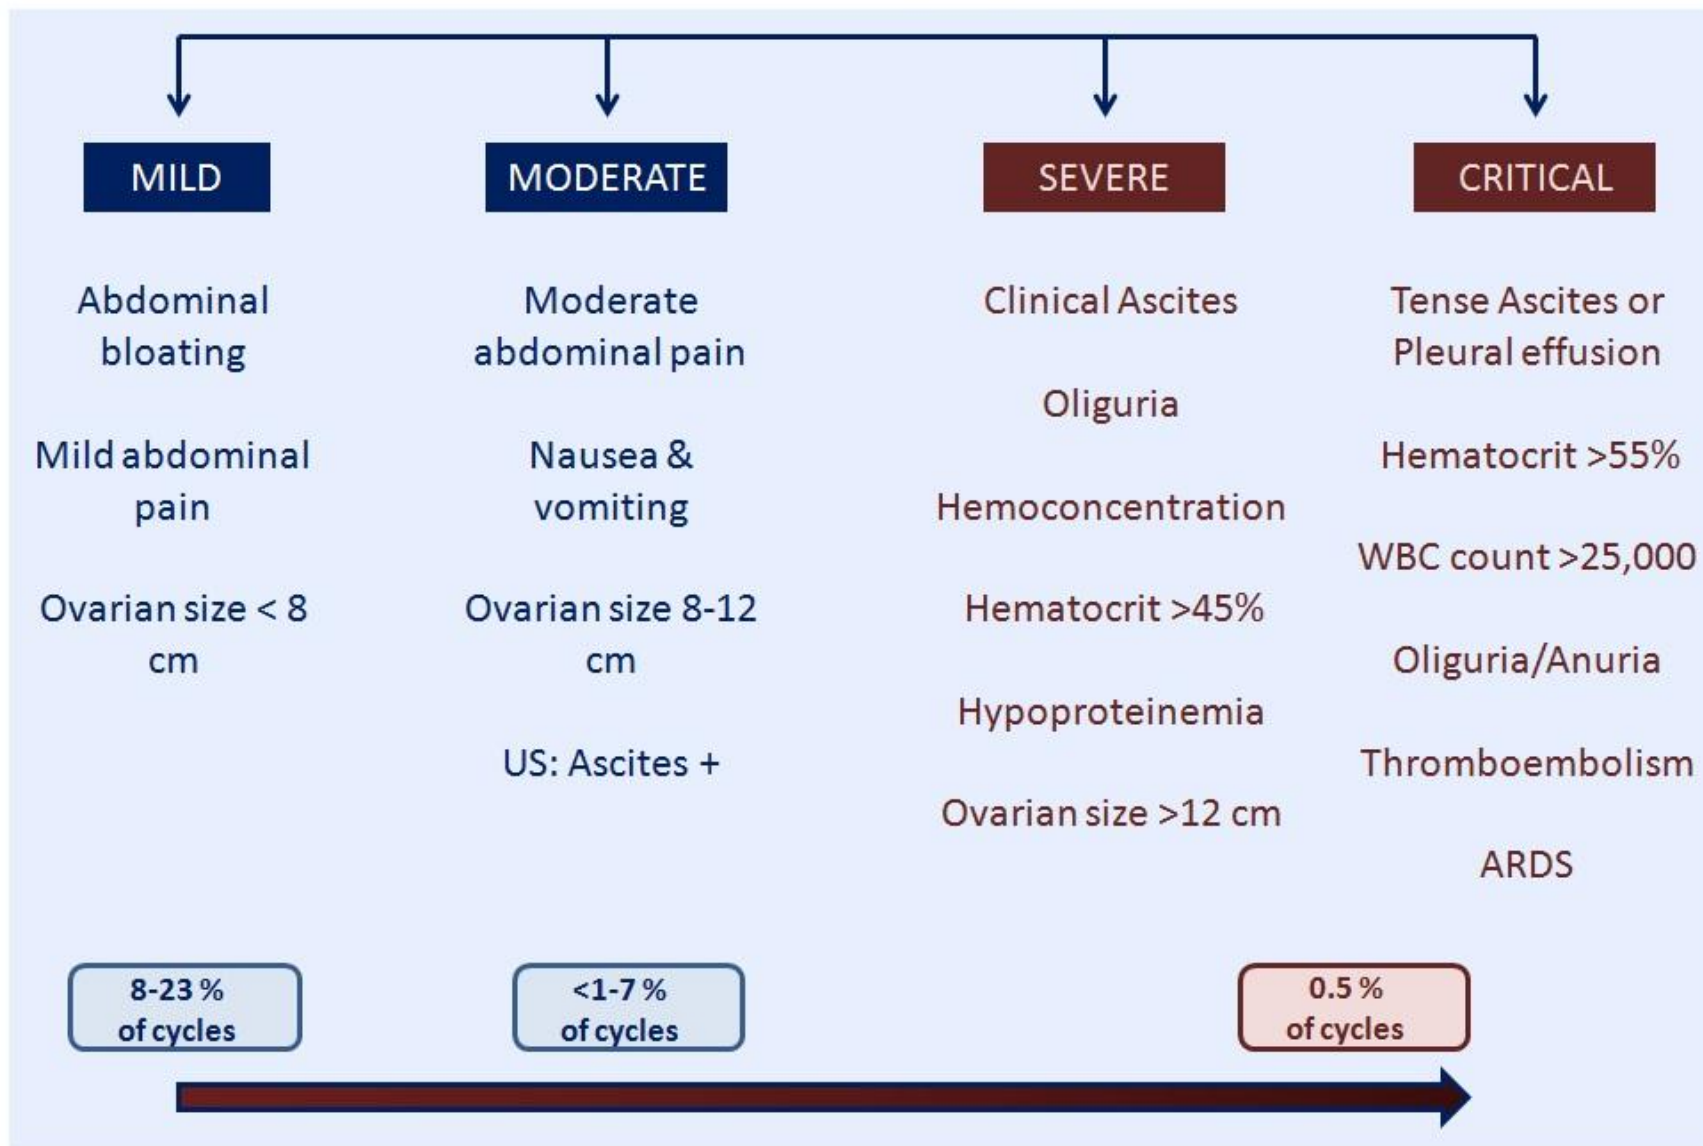 MILD
MODERATE
SEVERE
CRITICAL
Abdominal
bloating
Mild abdominal
pain
Ovarian size < 8
cm
Moderate
abdominal pain
Nausea &
vomiting
Ovarian size 8-12
cm
US: Ascites +
Clinical Ascites
Oliguria
Hemoconcentration
Hematocrit >45%
Hypoproteinemia
Ovarian size >12 cm
Tense Ascites or
Pleural effusion
Hematocrit >55%
WBC count >25,000
Oliguria/Anuria
Thromboembolism
ARDS
8-23 %
of cycles
<1-7 %
of cycles
0.5 %
of cycles